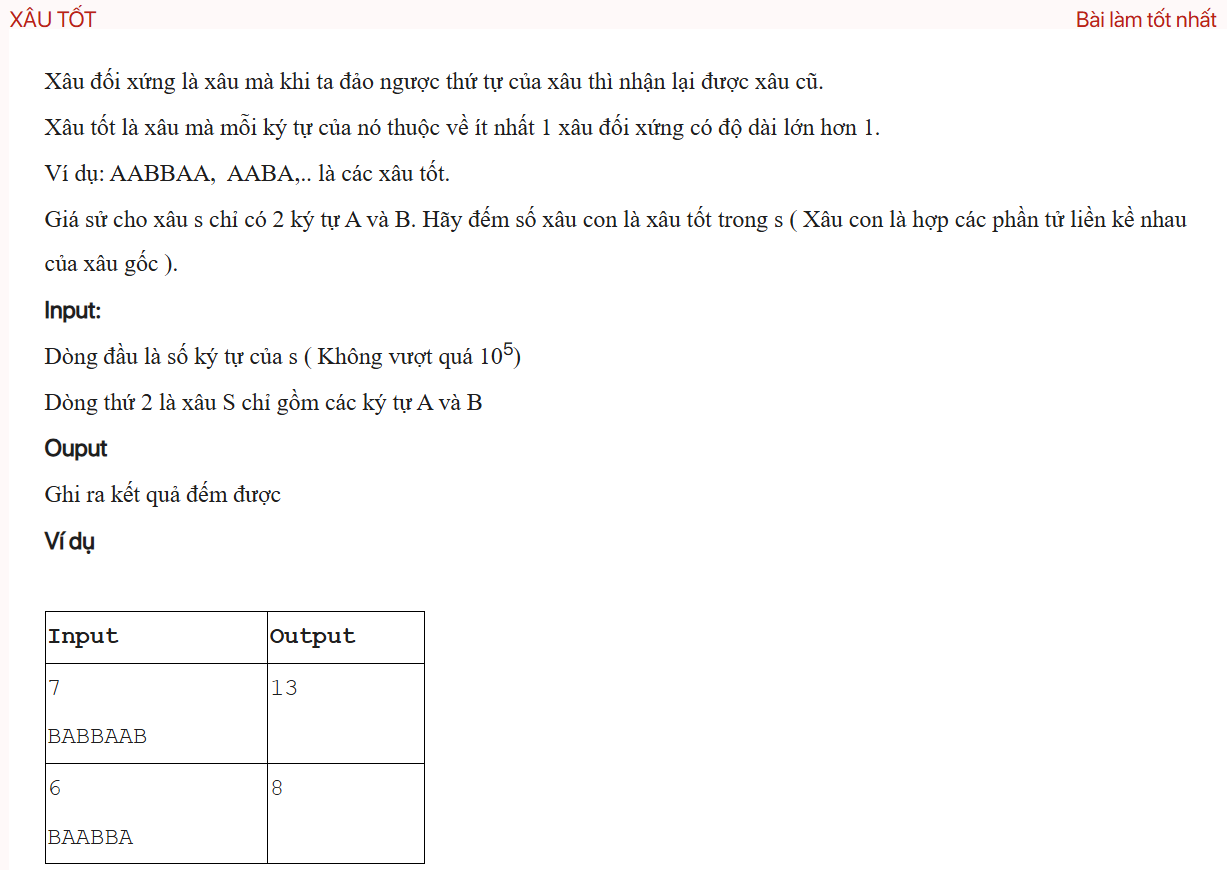 XÂU TỐT
Bài làm tốt nhất
Xâu đối xứng là xâu mà khi ta đảo ngược thứ tự của xâu thì nhận lại được xâu cũ.
Xâu tốt là xâu mà mỗi ký tự của nó thuộc về ít nhất 1 xâu đối xứng có độ dài lớn hơn 1.
Ví dụ: AABBAA, AABA,.. là các xâu tốt.
Giá sử cho xâu s chỉ có 2 ký tự A và B. Hãy đếm số xâu con là xâu tốt trong s ( Xâu con là hợp các phần tử liền kề nhau
của xâu gốc ).
Input:
Dòng đầu là số ký tự của s ( Không vượt quá 10^5)
Dòng thứ 2 là xâu S chỉ gồm các ký tự A và B
Ouput
Ghi ra kết quả đếm được
Ví dụ
Input Output
7 13
BABBAAB
6 8
BAABBA